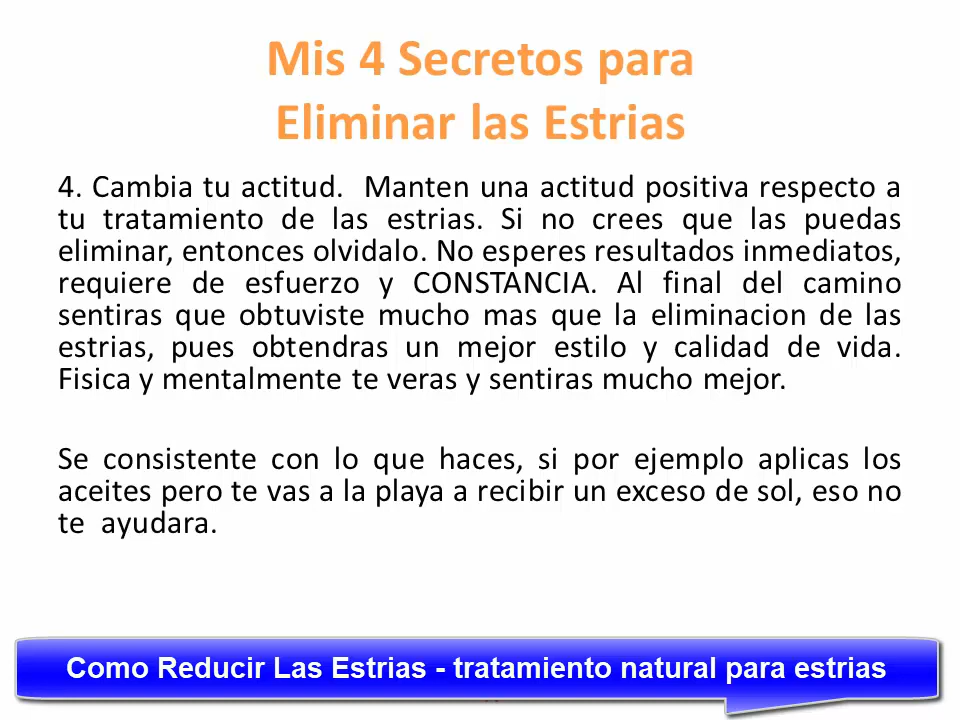 Mis 4 Secretos para
Eliminar las Estrias
4. Cambia tu actitud.  Manten una actitud positiva respecto a
tu tratamiento de las estrias. Si no crees que las puedas
eliminar, entonces olvidalo. No esperes resultados inmediatos,
requiere de esfuerzo y CONSTANCIA. Al final del camino
sentiras que obtuviste mucho mas que la eliminacion de las
estrias, pues obtendras un mejor estilo y calidad de vida.
Fisica y mentalmente te veras y sentiras mucho mejor.
Se consistente con lo que haces, si por ejemplo aplicas los
aceites pero te vas a la playa a recibir un exceso de sol, eso no
te  ayudara.
Como Reducir Las Estrias - tratamiento natural para estrias